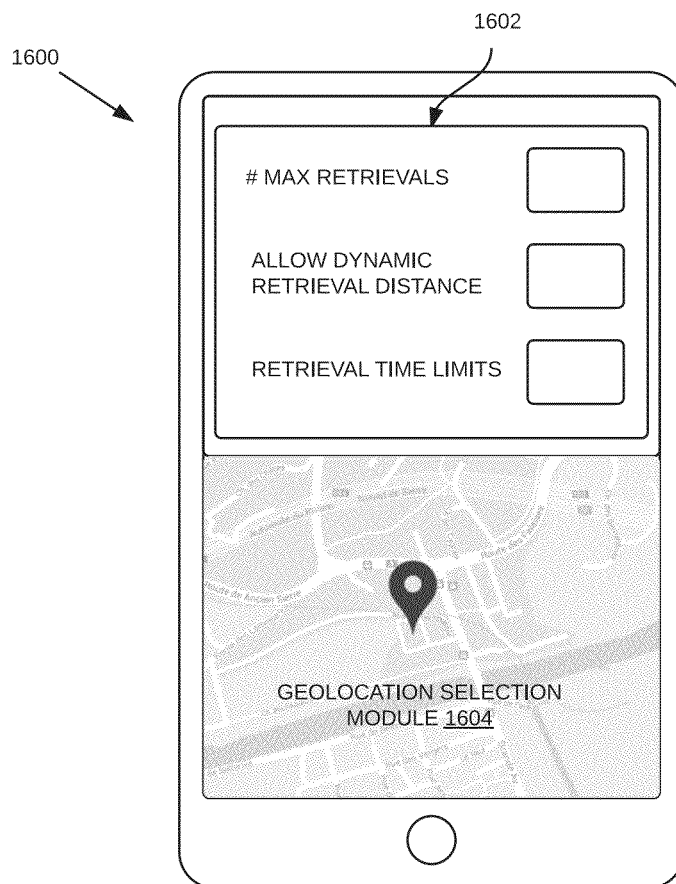 1602
1600
# MAX RETRIEVALS
ALLOW DYNAMIC
RETRIEVAL DISTANCE
RETRIEVAL TIME LIMITS
GEOLOCATION SELECTION
MODULE 1604